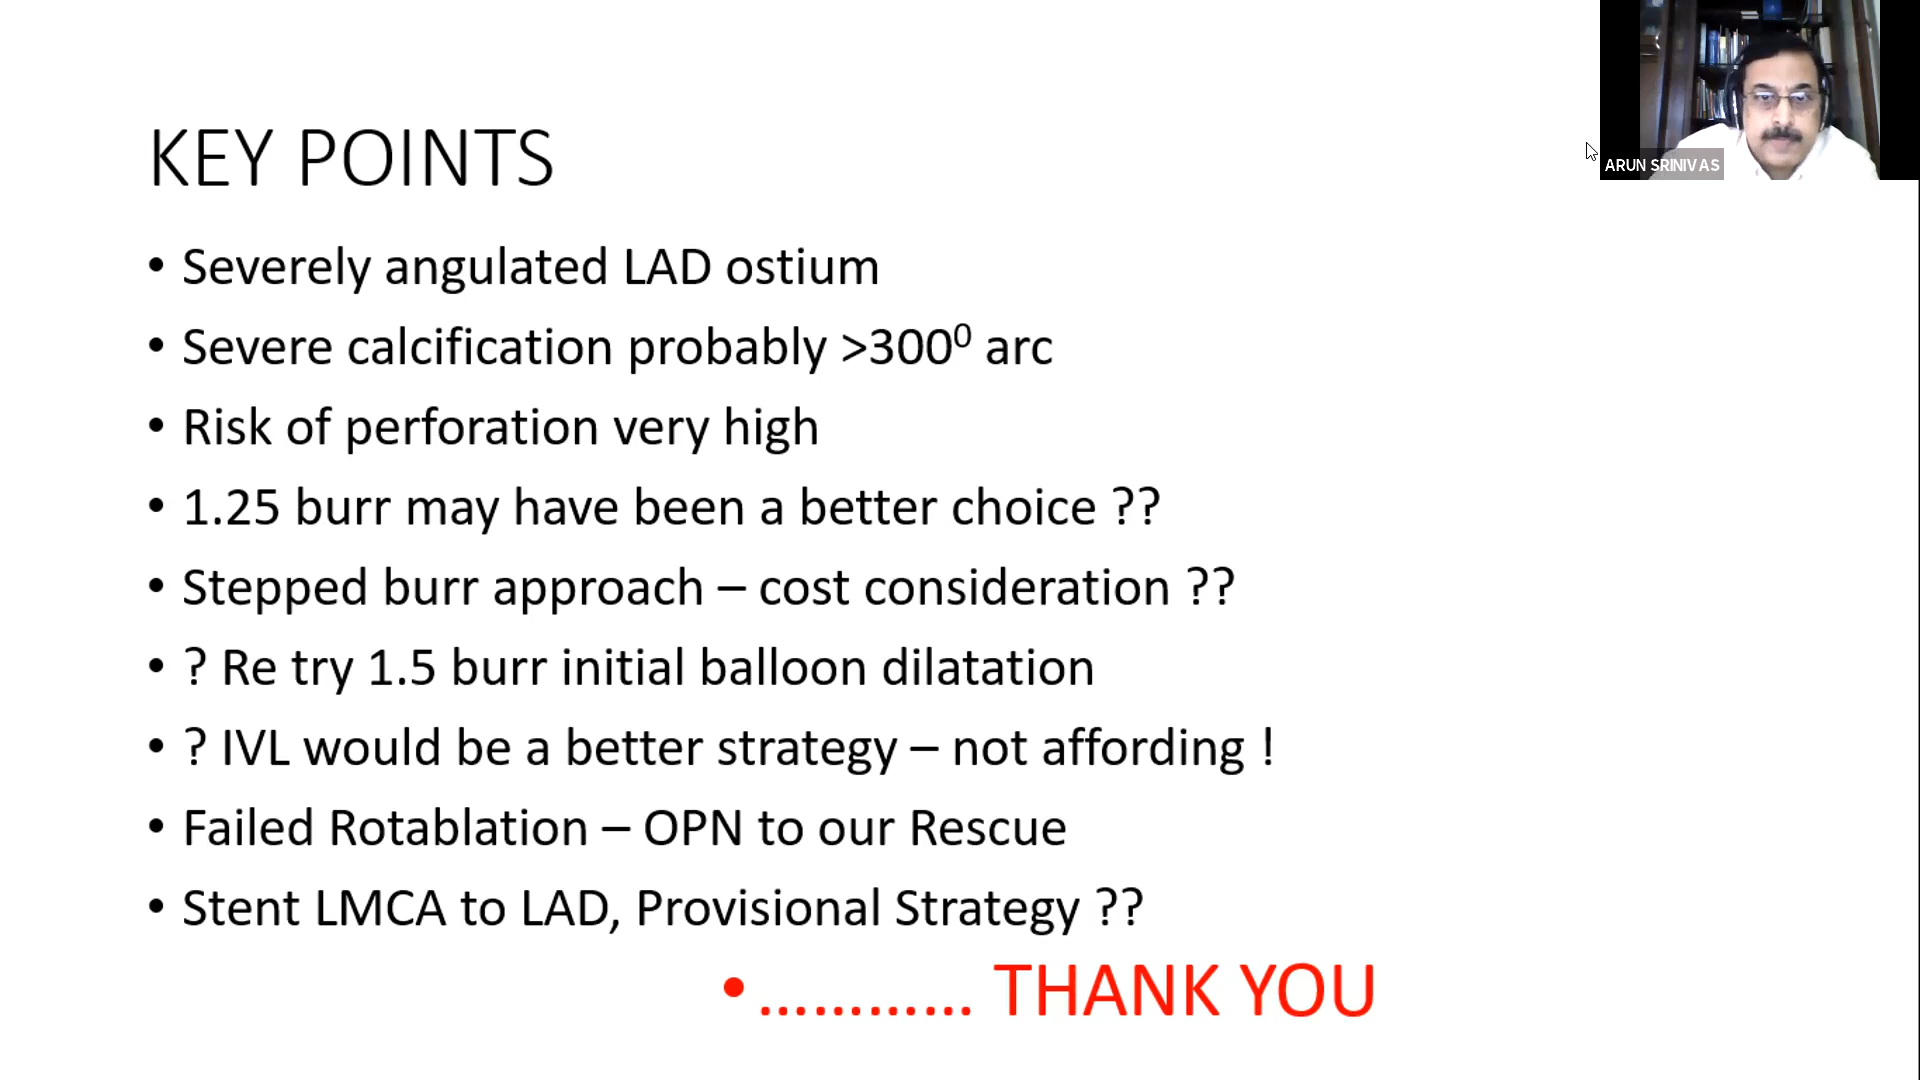 KEY POINTS
ARUN SRINIVAS
• Severely angulated LAD ostium
• Severe calcification probably >300⁰ arc
• Risk of perforation very high
• 1.25 burr may have been a better choice ??
• Stepped burr approach – cost consideration ??
• ? Re try 1.5 burr initial balloon dilatation
• ? IVL would be a better strategy – not affording !
• Failed Rotablation – OPN to our Rescue
• Stent LMCA to LAD, Provisional Strategy ??
• ………… THANK YOU